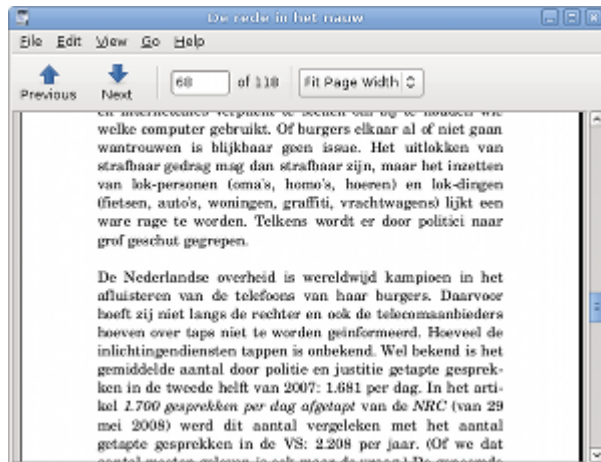 De rede in het nauw
File Edit View Go Help
Previous Next 68 of 118 Fit Page Width
welke computer gebruikt. Of burgers elkaar al of niet gaan
wantrouwen is blijkbaar geen issue. Het uitlokken van
strafbaar gedrag mag dan strafbaar zijn, maar het inzetten
van lok-personen (oma's, homo's, hoeren) en lok-dingen
(fietsen, auto's, woningen, graffiti, vrachtwagens) lijkt een
ware rage te worden. Telkens wordt er door politici naar
grof geschut gegrepen.
De Nederlandse overheid is wereldwijd kampioen in het
afluisteren van de telefoons van haar burgers. Daarvoor
hoeft zij niet langs de rechter en ook de telecomaanbieders
hoeven over taps niet te worden geïnformeerd. Hoeveel de
inlichtingendiensten tappen is onbekend. Wel bekend is het
gemiddelde aantal door politie en justitie getapte gesprek-
ken in de tweede helft van 2007: 1.681 per dag. In het arti-
kel 1.700 gesprekken per dag afgetapt van de NRC (van 29
mei 2008) werd dit aantal vergeleken met het aantal
getapte gesprekken in de VS: 2.208 per jaar. (Of we dat